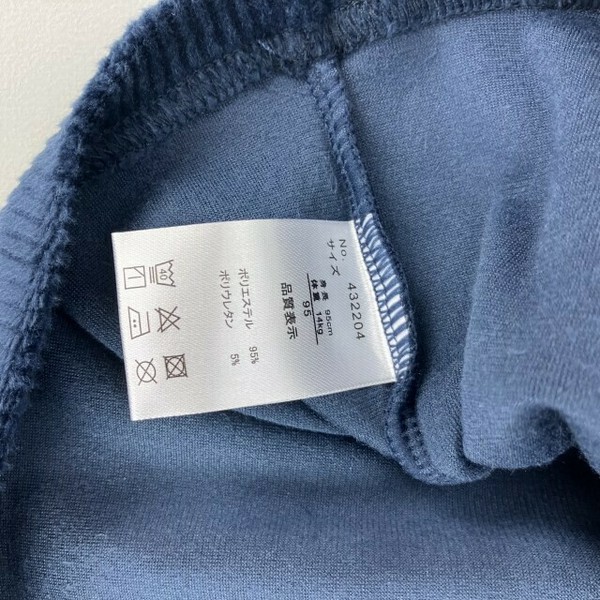 No. 432204
サイズ
身長 95cm
体重 14kg
95
品質表示
ポリエステル 95%
ポリウレタン 5%
40